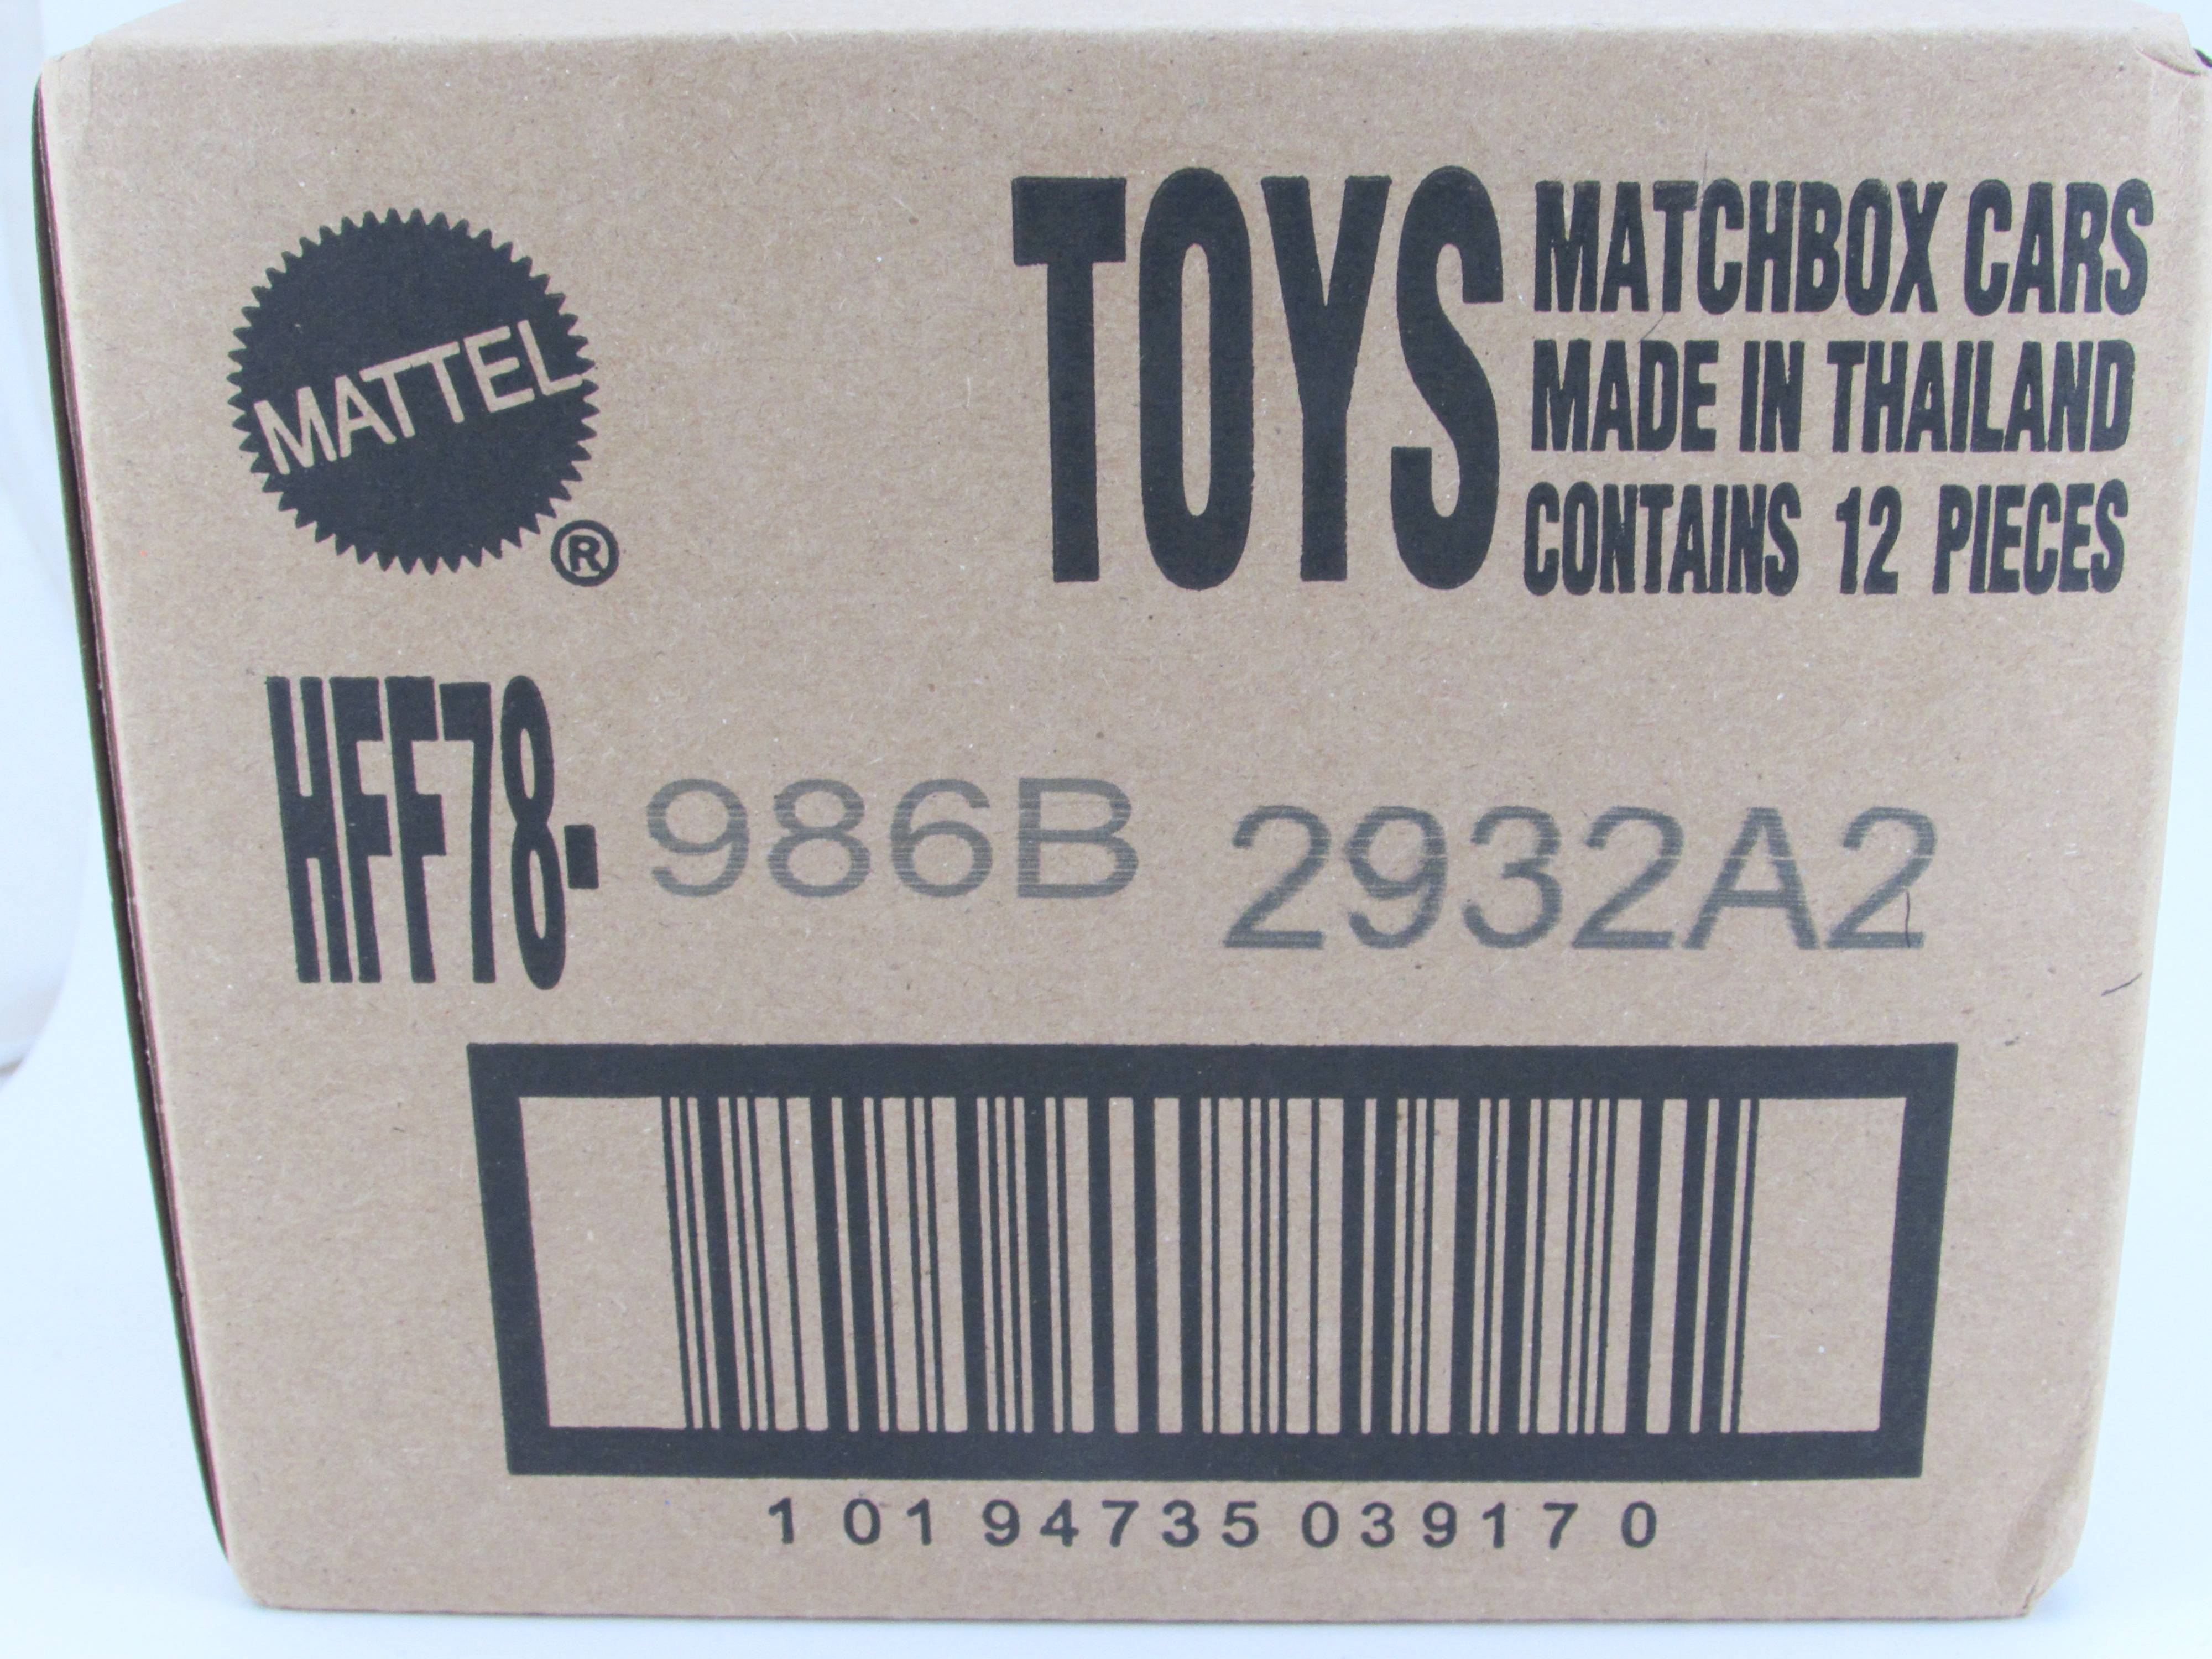 MATTEL
®
TOYS
MATCHBOX CARS
MADE IN THAILAND
CONTAINS 12 PIECES
HFF78- 986B 2932A2
1 01 94735 03917 0